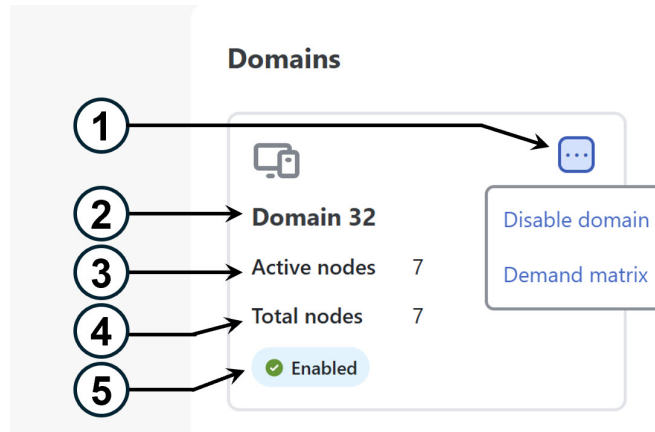 Domains
1
2
Domain 32
Disable domain
3
Active nodes 7
Demand matrix
4
Total nodes 7
5
Enabled